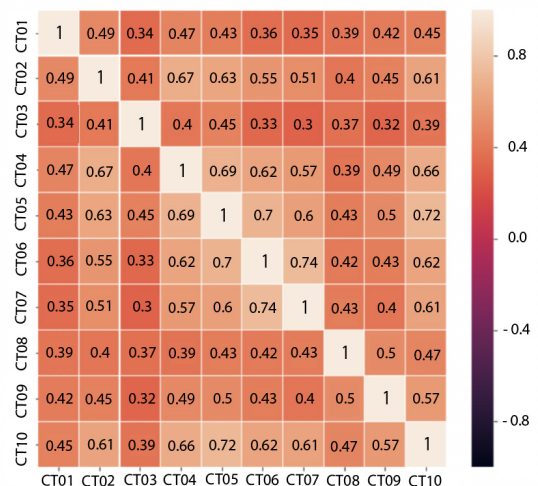 CT01 1 0.49 0.34 0.47 0.43 0.36 0.35 0.39 0.42 0.45
CT02 0.49 1 0.41 0.67 0.63 0.55 0.51 0.4 0.45 0.61
CT03 0.34 0.41 1 0.4 0.45 0.33 0.3 0.37 0.32 0.39
CT04 0.47 0.67 0.4 1 0.69 0.62 0.57 0.39 0.49 0.66
CT05 0.43 0.63 0.45 0.69 1 0.7 0.6 0.43 0.5 0.72
CT06 0.36 0.55 0.33 0.62 0.7 1 0.74 0.42 0.43 0.62
CT07 0.35 0.51 0.3 0.57 0.6 0.74 1 0.43 0.4 0.61
CT08 0.39 0.4 0.37 0.39 0.43 0.42 0.43 1 0.5 0.47
CT09 0.42 0.45 0.32 0.49 0.5 0.43 0.4 0.5 1 0.57
CT10 0.45 0.61 0.39 0.66 0.72 0.62 0.61 0.47 0.57 1
CT01 CT02 CT03 CT04 CT05 CT06 CT07 CT08 CT09 CT10
0.8
0.4
0.0
- 0.4
- 0.8